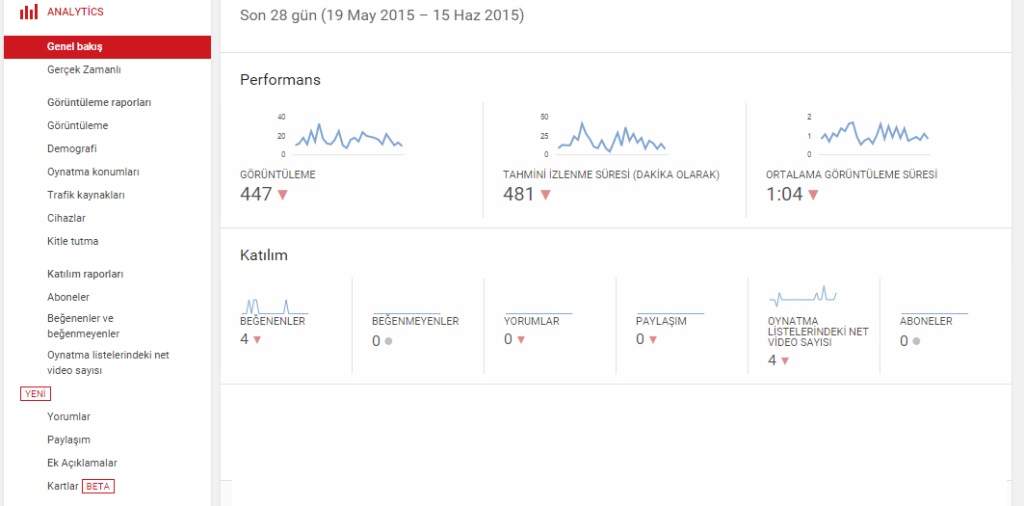 ANALYTICS
Genel bakış
Gerçek Zamanlı
Görüntüleme raporları
Görüntüleme
Demografi
Oynatma konumları
Trafik kaynakları
Cihazlar
Kitle tutma
Katılım raporları
Aboneler
Beğenenler ve
beğenmeyenler
Oynatma listelerindeki net
video sayısı
YENİ
Yorumlar
Paylaşım
Ek Açıklamalar
Kartlar BETA
Son 28 gün (19 May 2015 – 15 Haz 2015)
Performans
40
20
0
GÖRÜNTÜLEME
447
50
25
0
TAHMİNİ İZLENME SÜRESİ (DAKİKA OLARAK)
481
2
1
0
ORTALAMA GÖRÜNTÜLEME SÜRESİ
1:04
Katılım
BEĞENENLER
4
BEĞENMEYENLER
0
YORUMLAR
0
PAYLAŞIM
0
OYNATMA
LİSTELERİNDEKİ NET
VİDEO SAYISI
4
ABONELER
0